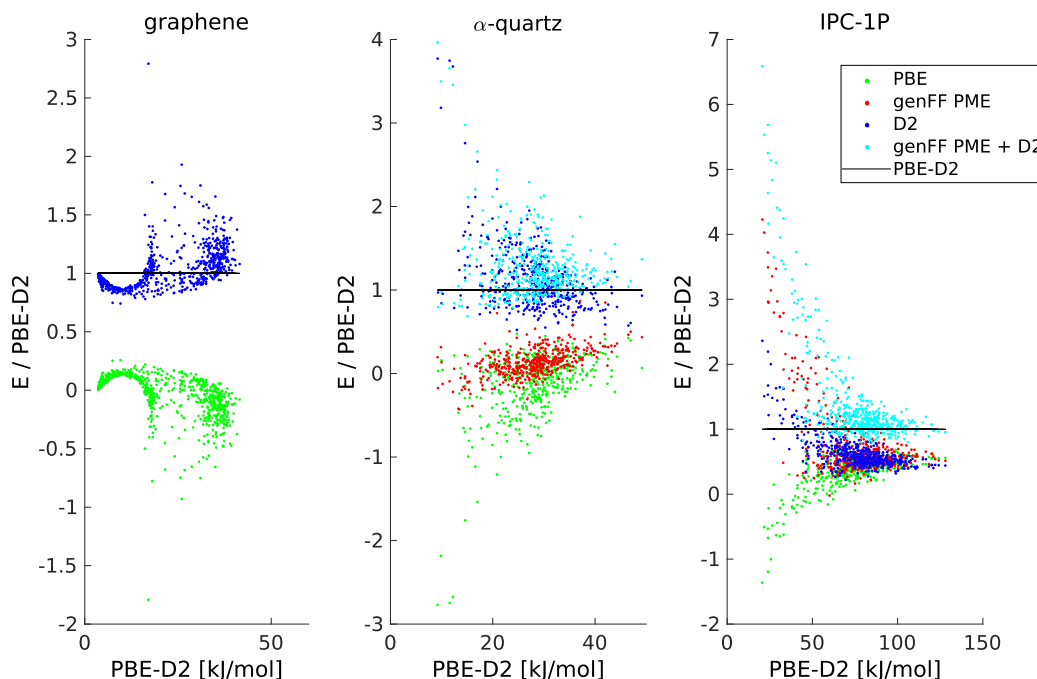 graphene
3
2.5
2
1.5
1
0.5
0
-0.5
-1
-1.5
-2
0
20
40
60
E / PBE-D2
PBE-D2 [kJ/mol]
α-quartz
4
3
2
1
0
-1
-2
-3
0
20
40
E / PBE-D2
PBE-D2 [kJ/mol]
IPC-1P
7
6
5
4
3
2
1
0
-1
-2
0
50
100
150
E / PBE-D2
PBE-D2 [kJ/mol]
PBE
genFF PME
D2
genFF PME + D2
PBE-D2